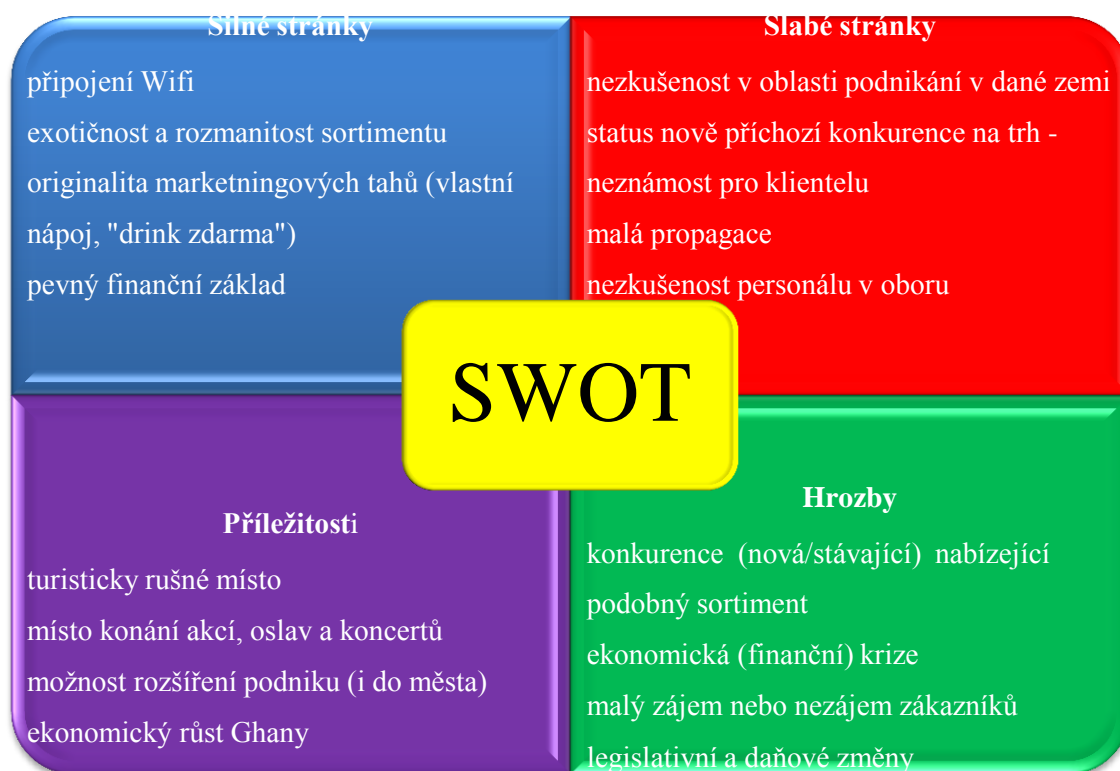 Silné stránky
připojení Wifi
exotičnost a rozmanitost sortimentu
originalita marketningových tahů (vlastní
nápoj, "drink zdarma")
pevný finanční základ
Slabé stránky
nezkušenost v oblasti podnikání v dané zemi
status nově příchozí konkurence na trh -
neznámost pro klientelu
malá propagace
nezkušenost personálu v oboru
SWOT
Příležitosti
turisticky rušné místo
místo konání akcí, oslav a koncertů
možnost rozšíření podniku (i do města)
ekonomický růst Ghany
Hrozby
konkurence (nová/stávající) nabízející
podobný sortiment
ekonomická (finanční) krize
malý zájem nebo nezájem zákazníků
legislativní a daňové změny